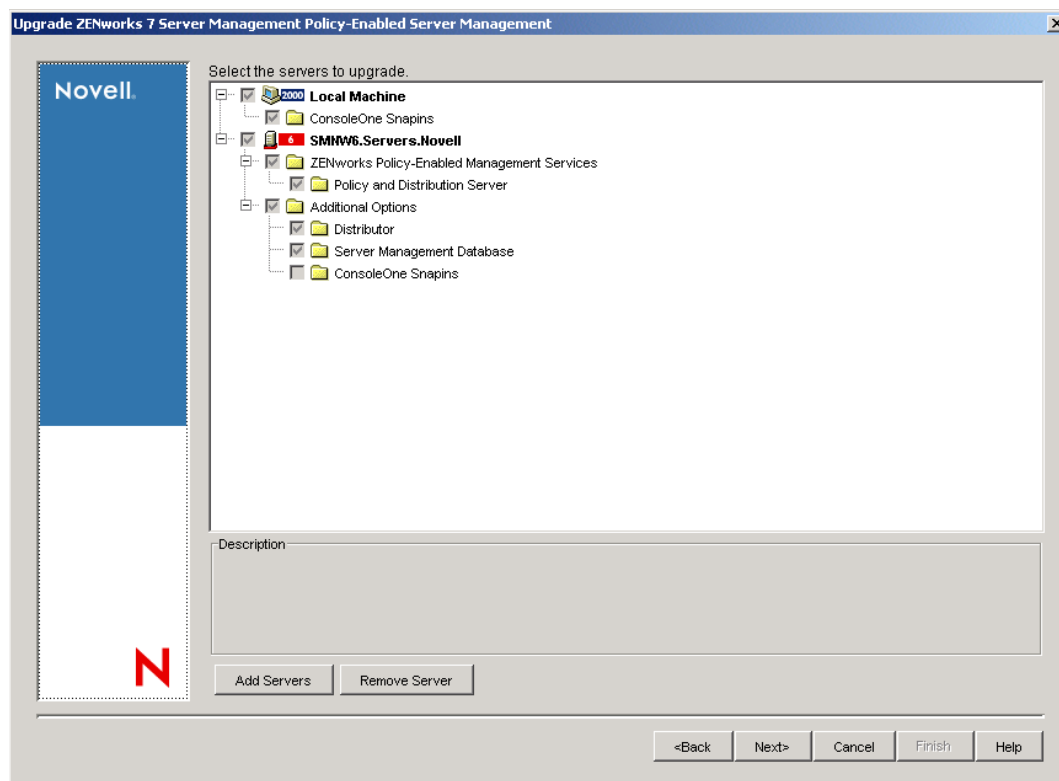 Upgrade ZENworks 7 Server Management Policy-Enabled Server Management
Novell.
Select the servers to upgrade.
2000 Local Machine
ConsoleOne Snapins
6 SMNW6.Servers.Novell
ZENworks Policy-Enabled Management Services
Policy and Distribution Server
Additional Options
Distributor
Server Management Database
ConsoleOne Snapins
Description
N
Add Servers Remove Server
<Back Next> Cancel Finish Help